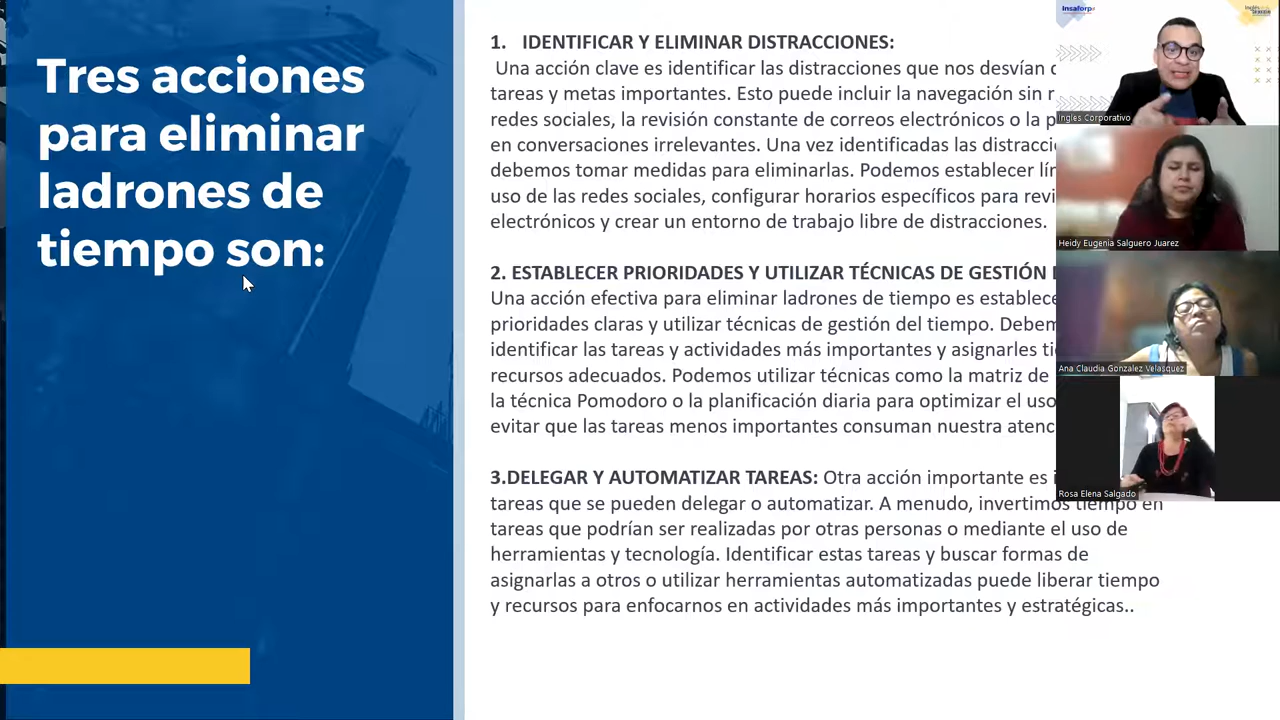 Tres acciones
para eliminar
ladrones de
tiempo son:
1. IDENTIFICAR Y ELIMINAR DISTRACCIONES:
Una acción clave es identificar las distracciones que nos desvían
tareas y metas importantes. Esto puede incluir la navegación sin
redes sociales, la revisión constante de correos electrónicos o la
en conversaciones irrelevantes. Una vez identificadas las
debemos tomar medidas para eliminarlas. Podemos establecer
uso de las redes sociales, configurar horarios específicos para
electrónicos y crear un entorno de trabajo libre de distracciones.
2. ESTABLECER PRIORIDADES Y UTILIZAR TÉCNICAS DE GESTIÓN
Una acción efectiva para eliminar ladrones de tiempo es
prioridades claras y utilizar técnicas de gestión del tiempo.
identificar las tareas y actividades más importantes y asignarles
recursos adecuados. Podemos utilizar técnicas como la matriz de
la técnica Pomodoro o la planificación diaria para optimizar el uso
evitar que las tareas menos importantes consuman nuestra
3.DELEGAR Y AUTOMATIZAR TAREAS: Otra acción importante es
tareas que se pueden delegar o automatizar. A menudo, invertimos tiempo en
tareas que podrían ser realizadas por otras personas o mediante el uso de
herramientas y tecnología. Identificar estas tareas y buscar formas de
asignarlas a otros o utilizar herramientas automatizadas puede liberar tiempo
y recursos para enfocarnos en actividades más importantes y estratégicas..
insaforp
Ingles Corporativo
Heidy Eugenia Salguero Juarez
Ana Claudia Gonzalez Velasquez
Rosa Elena Salgado